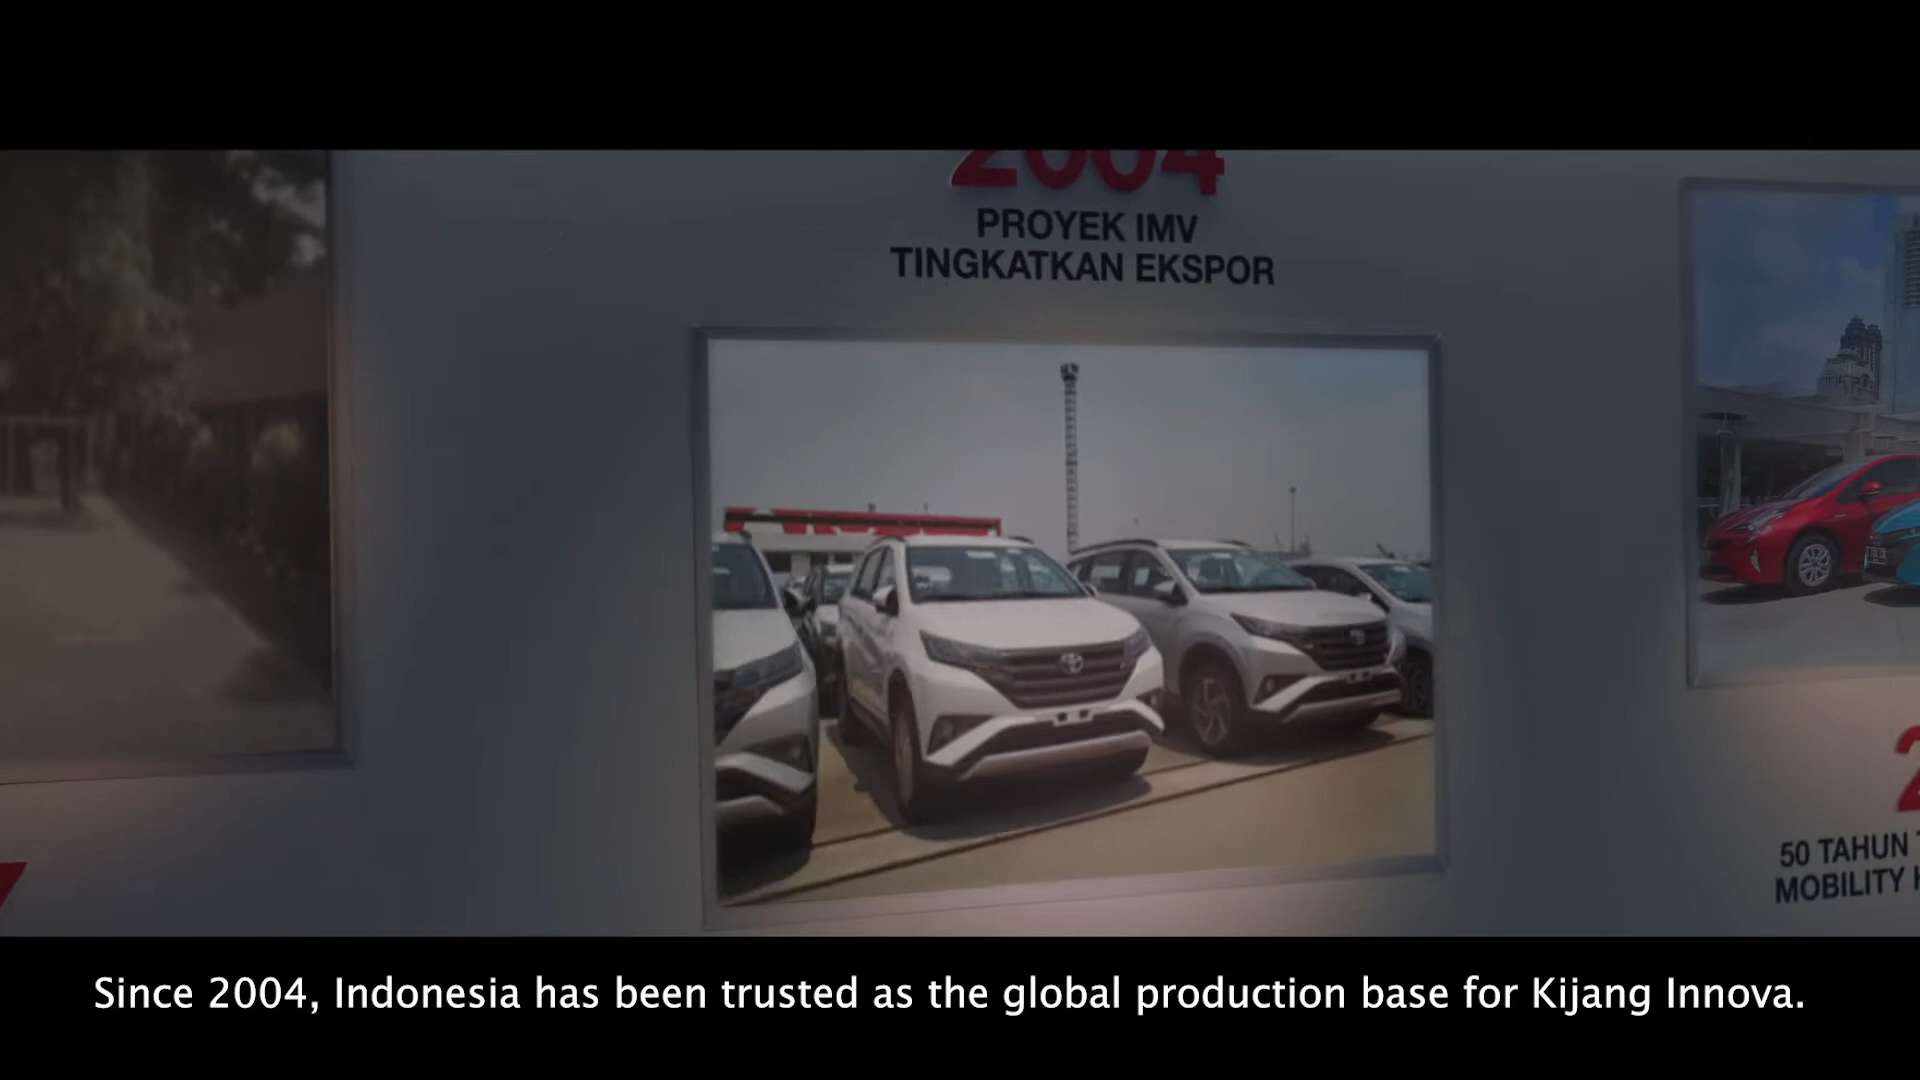 2004
PROYEK IMV
TINGKATKAN EKSPOR
50 TAHUN
MOBILITY
Since 2004, Indonesia has been trusted as the global production base for Kijang Innova.